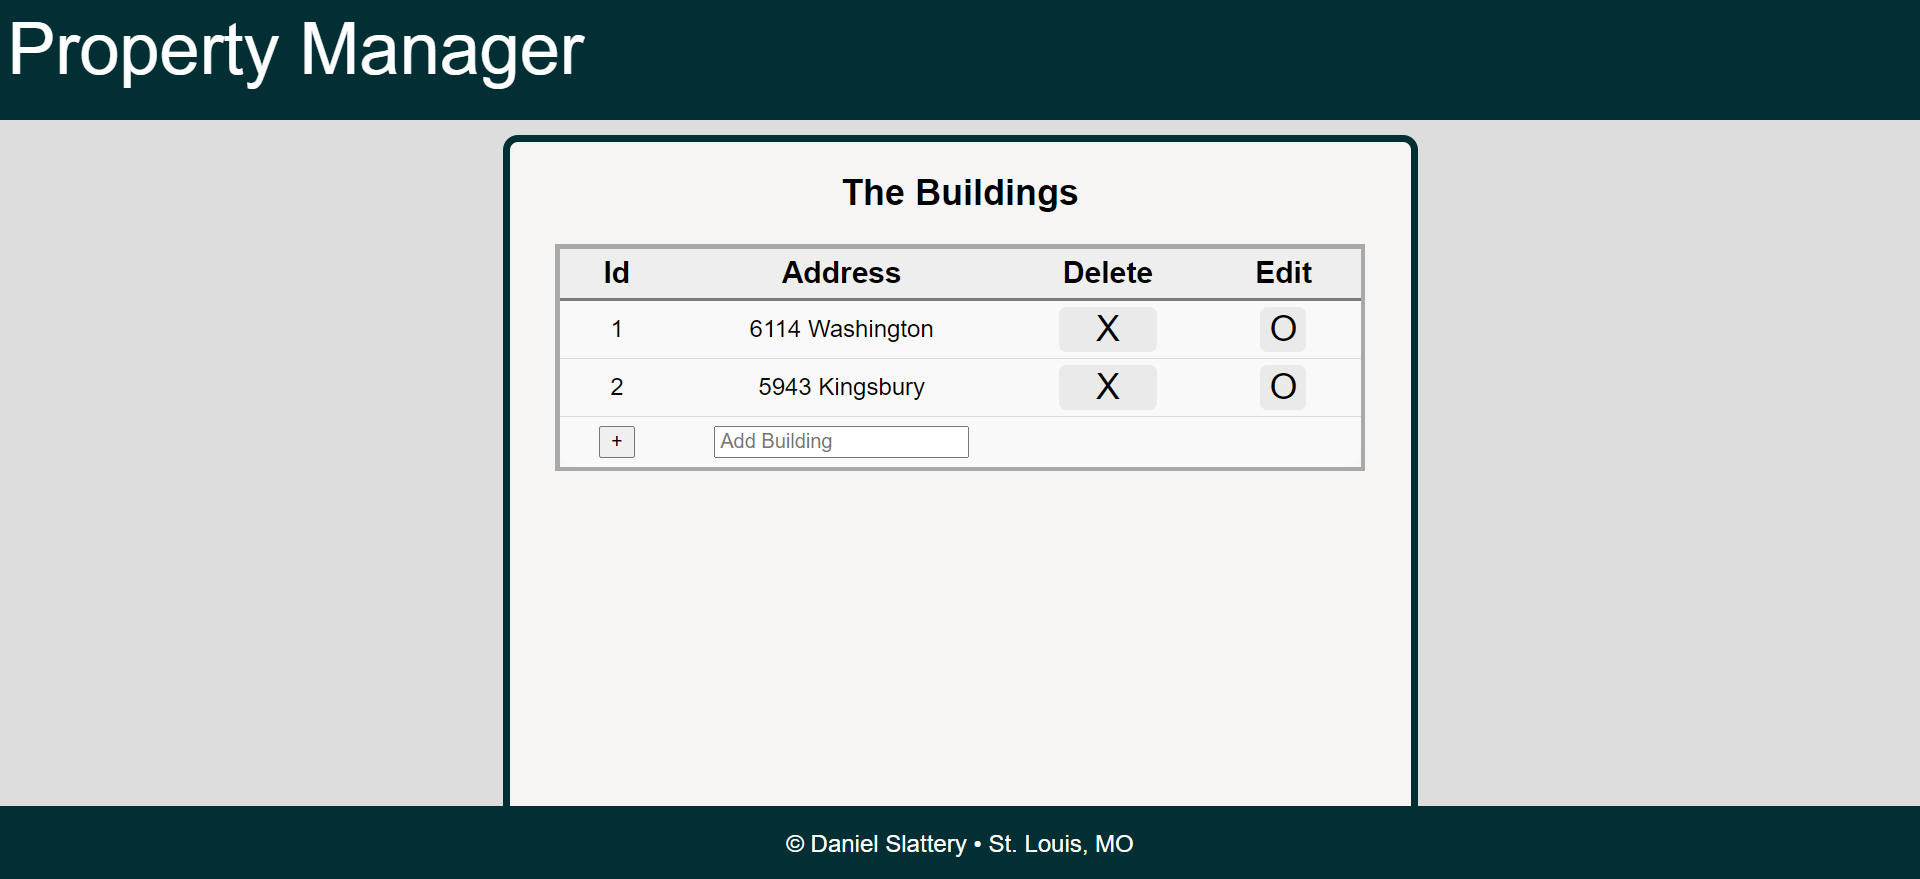 Property Manager
The Buildings
Id Address Delete Edit
1 6114 Washington X O
2 5943 Kingsbury X O
+ Add Building
© Daniel Slattery • St. Louis, MO